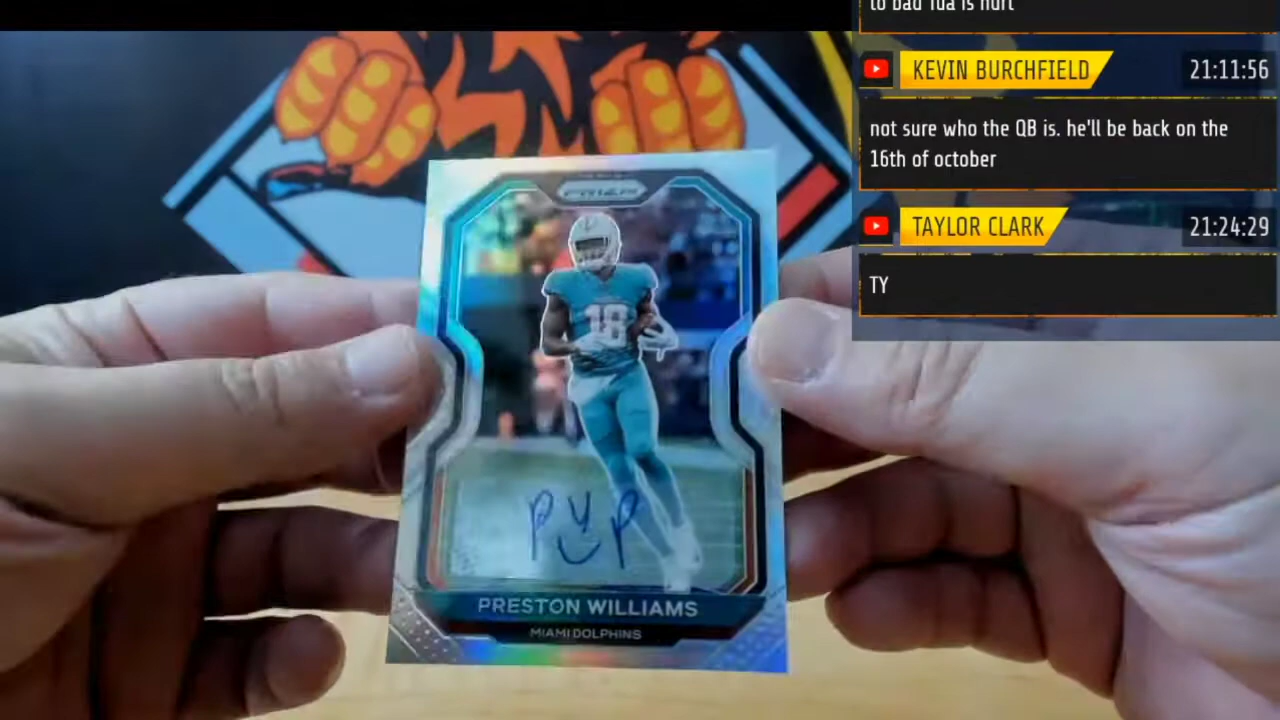 to bad Tua is hurt
KEVIN BURCHFIELD
21:11:56
not sure who the QB is. he'll be back on the
16th of october
TAYLOR CLARK
21:24:29
TY
PRIZM
18
PRESTON WILLIAMS
MIAMI DOLPHINS